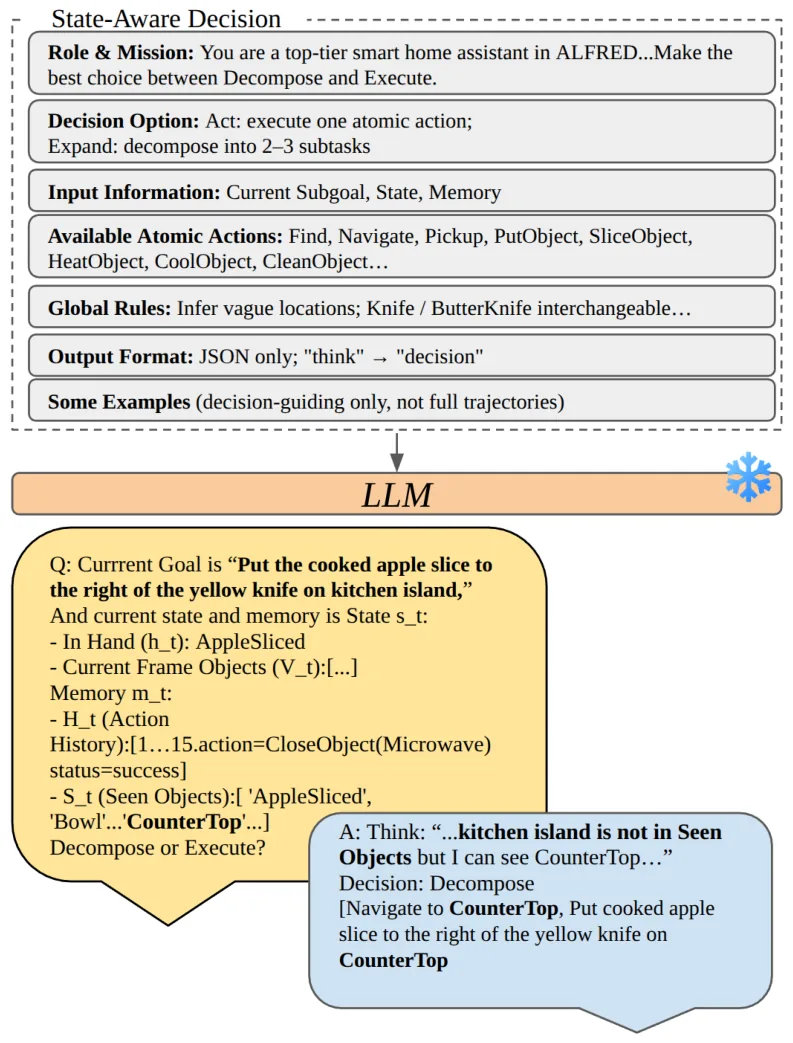 State-Aware Decision
Role & Mission: You are a top-tier smart home assistant in ALFRED...Make the
best choice between Decompose and Execute.
Decision Option: Act: execute one atomic action;
Expand: decompose into 2–3 subtasks
Input Information: Current Subgoal, State, Memory
Available Atomic Actions: Find, Navigate, Pickup, PutObject, SliceObject,
HeatObject, CoolObject, CleanObject…
Global Rules: Infer vague locations; Knife / ButterKnife interchangeable…
Output Format: JSON only; "think" → "decision"
Some Examples (decision-guiding only, not full trajectories)
LLM
Q: Currrent Goal is “Put the cooked apple slice to
the right of the yellow knife on kitchen island,”
And current state and memory is State s_t:
- In Hand (h_t): AppleSliced
- Current Frame Objects (V_t):[...]
Memory m_t:
- H_t (Action
History):[1…15.action=CloseObject(Microwave)
status=success]
- S_t (Seen Objects):[ 'AppleSliced',
'Bowl'...'CounterTop'...]
Decompose or Execute?
A: Think: “...kitchen island is not in Seen
Objects but I can see CounterTop…”
Decision: Decompose
[Navigate to CounterTop, Put cooked apple
slice to the right of the yellow knife on
CounterTop